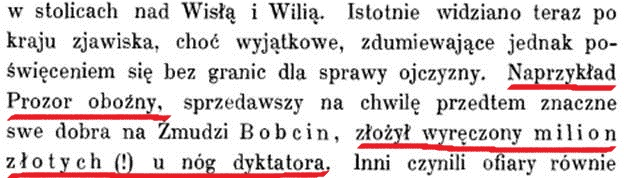 w stolicach nad Wisłą i Wilią. Istotnie widziano teraz po
kraju zjawiska, choć wyjątkowe, zdumiewające jednak po-
święceniem się bez granic dla sprawy ojczyzny. Naprzykład
Prozor oboźny, sprzedawszy na chwilę przedtem znaczne
swe dobra na Żmudzi Bobcin, złożył wyręczony milion
złotych (!) u nóg dyktatora. Inni czynili ofiary równie